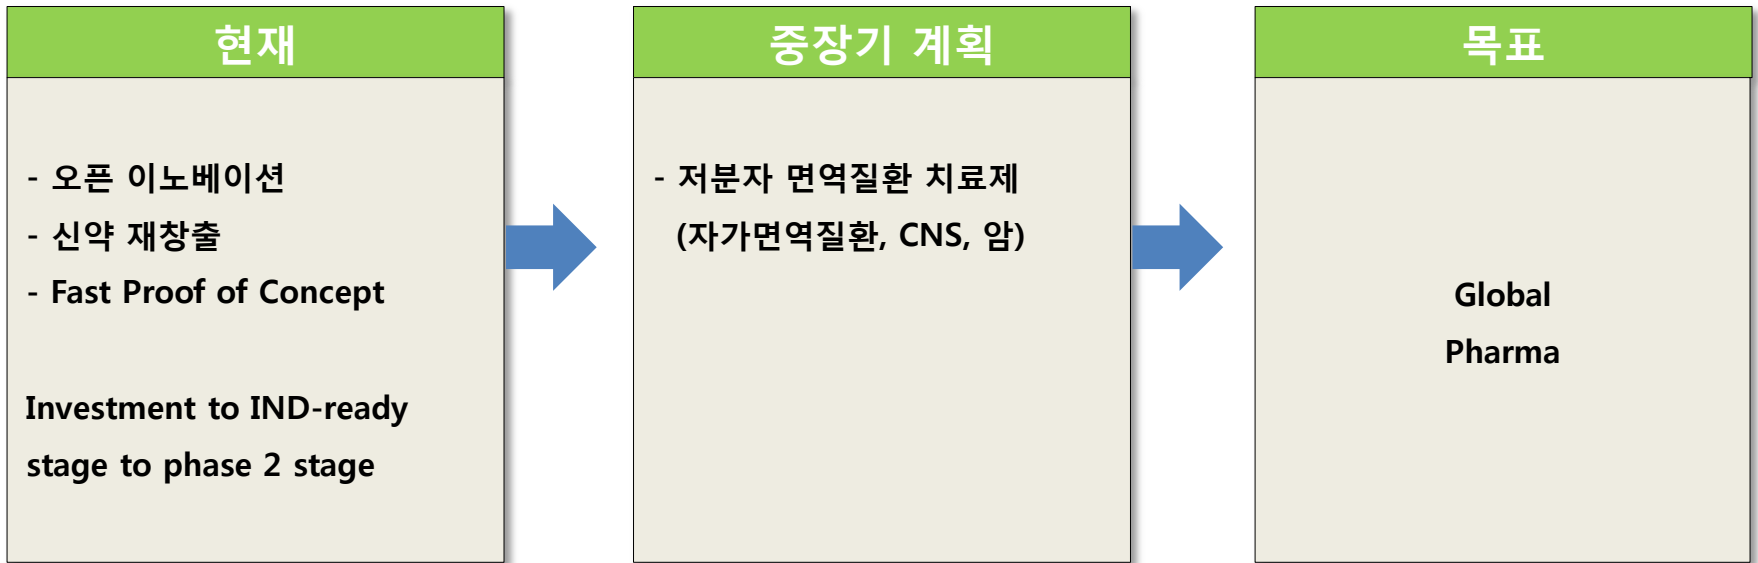 현재
- 오픈 이노베이션
- 신약 재창출
- Fast Proof of Concept
Investment to IND-ready
stage to phase 2 stage
중장기 계획
- 저분자 면역질환 치료제
(자가면역질환, CNS, 암)
목표
Global
Pharma